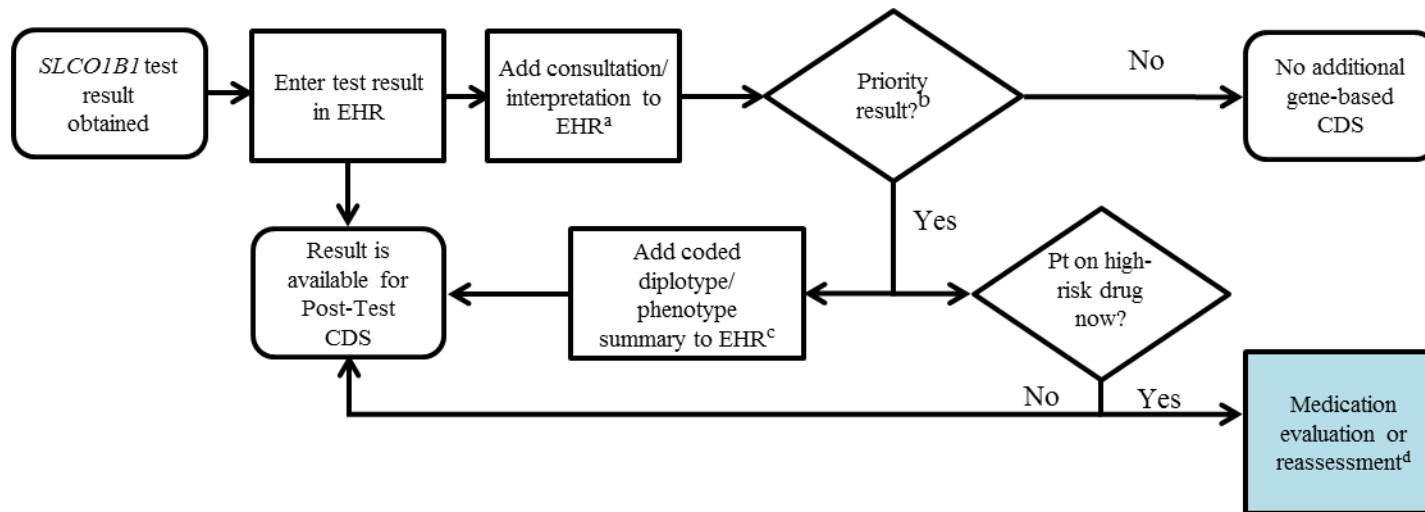 SLCO1B1 test
result
obtained
Enter test result
in EHR
Add consultation/
interpretation to
EHRa
Priority
result?b
No
No additional
gene-based
CDS
Yes
Result is
available for
Post-Test
CDS
Add coded
diplotype/
phenotype
summary to EHRc
Pt on high-
risk drug
now?
No
Yes
Medication
evaluation or
reassessmentd